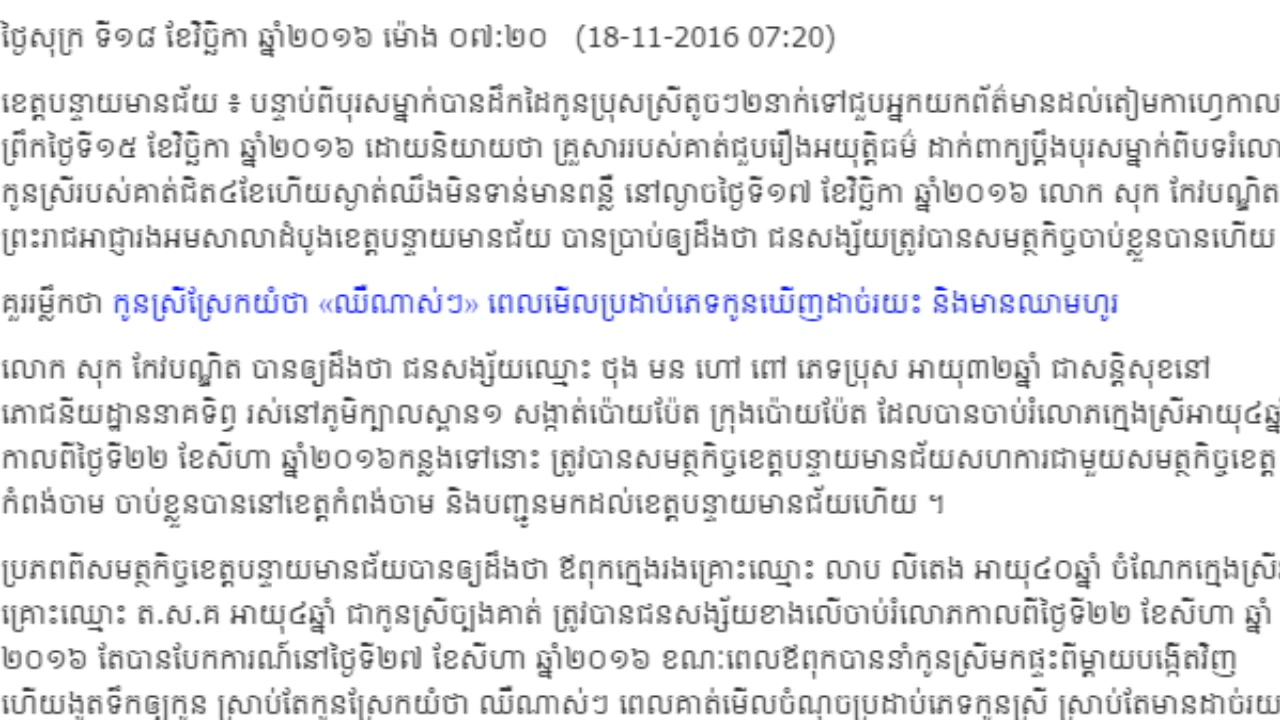 ថ្ងៃសុក្រ ទី១៨ ខែវិច្ឆិកា ឆ្នាំ២០១៦ ម៉ោង ០៧:២០ (18-11-2016 07:20)
ខេត្តបន្ទាយមានជ័យ ៖ បន្ទាប់ពីបុរសម្នាក់បានដឹកដៃកូនប្រុសស្រីតូចៗ២នាក់ទៅជួបអ្នកយកព័ត៌មានដល់តៀមកាហ្វេកាល
ព្រឹកថ្ងៃទី១៥ ខែវិច្ឆិកា ឆ្នាំ២០១៦ ដោយនិយាយថា គ្រួសាររបស់គាត់ជួបរឿងអយុត្តិធម៌ ដាក់ពាក្យប្តឹងបុរសម្នាក់ពីបទរំលោ
កូនស្រីរបស់គាត់ជិត៤ខែហើយស្ងាត់ឈឹងមិនទាន់មានពន្លឺ នៅល្ងាចថ្ងៃទី១៧ ខែវិច្ឆិកា ឆ្នាំ២០១៦ លោក សុក កែវបណ្ឌិត
ព្រះរាជអាជ្ញារងអមសាលាដំបូងខេត្តបន្ទាយមានជ័យ បានប្រាប់ឲ្យដឹងថា ជនសង្ស័យត្រូវបានសមត្ថកិច្ចចាប់ខ្លួនបានហើយ
គួររម្លឹកថា កូនស្រីស្រែកយំថា «ឈឺណាស់ៗ» ពេលមើលប្រដាប់ភេទកូនឃើញដាច់រយះ និងមានឈាមហូរ
លោក សុក កែវបណ្ឌិត បានឲ្យដឹងថា ជនសង្ស័យឈ្មោះ ថុង មន ហៅ ពៅ ភេទប្រុស អាយុ៣២ឆ្នាំ ជាសន្តិសុខនៅ
ភោជនីយដ្ឋាននាគទិព្វ រស់នៅភូមិក្បាលស្ពាន១ សង្កាត់ប៉ោយប៉ែត ក្រុងប៉ោយប៉ែត ដែលបានចាប់រំលោភក្មេងស្រីអាយុ៤ឆ្នាំ
កាលពីថ្ងៃទី២២ ខែសីហា ឆ្នាំ២០១៦កន្លងទៅនោះ ត្រូវបានសមត្ថកិច្ចខេត្តបន្ទាយមានជ័យសហការជាមួយសមត្ថកិច្ចខេត្ត
កំពង់ចាម ចាប់ខ្លួនបាននៅខេត្តកំពង់ចាម និងបញ្ជូនមកដល់ខេត្តបន្ទាយមានជ័យហើយ ។
ប្រភពពីសមត្ថកិច្ចខេត្តបន្ទាយមានជ័យបានឲ្យដឹងថា ឪពុកក្មេងរងគ្រោះឈ្មោះ លាប លីតេង អាយុ៤០ឆ្នាំ ចំណែកក្មេងស្រី
គ្រោះឈ្មោះ ត.ស.គ អាយុ៤ឆ្នាំ ជាកូនស្រីច្បងគាត់ ត្រូវបានជនសង្ស័យខាងលើចាប់រំលោភកាលពីថ្ងៃទី២២ ខែសីហា ឆ្នាំ
២០១៦ តែបានបែកការណ៍នៅថ្ងៃទី២៧ ខែសីហា ឆ្នាំ២០១៦ ខណៈពេលឪពុកបាននាំកូនស្រីមកផ្ទះពីម្តាយបង្កើតវិញ
ហើយងូតទឹកឲ្យកូន ស្រាប់តែកូនស្រែកយំថា ឈឺណាស់ៗ ពេលគាត់មើលចំណុចប្រដាប់ភេទកូនស្រី ស្រាប់តែមានដាច់រយ